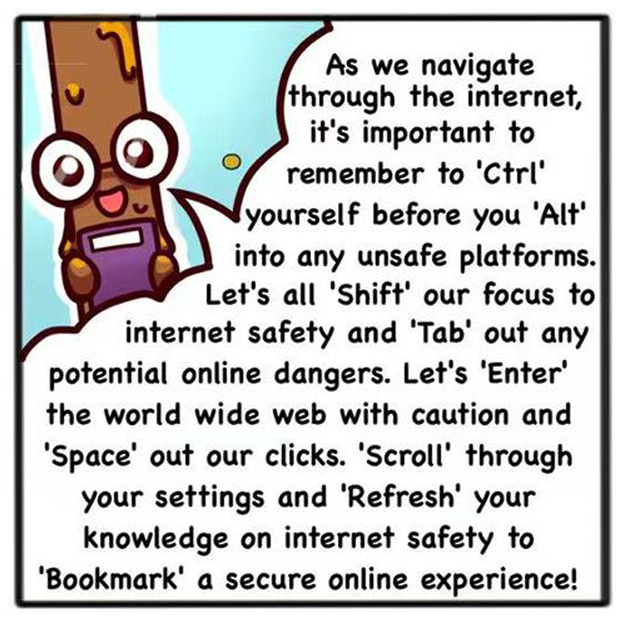 As we navigate
through the internet,
it's important to
remember to 'Ctrl'
yourself before you 'Alt'
into any unsafe platforms.
Let's all 'Shift' our focus to
internet safety and 'Tab' out any
potential online dangers. Let's 'Enter'
the world wide web with caution and
'Space' out our clicks. 'Scroll' through
your settings and 'Refresh' your
knowledge on internet safety to
'Bookmark' a secure online experience!